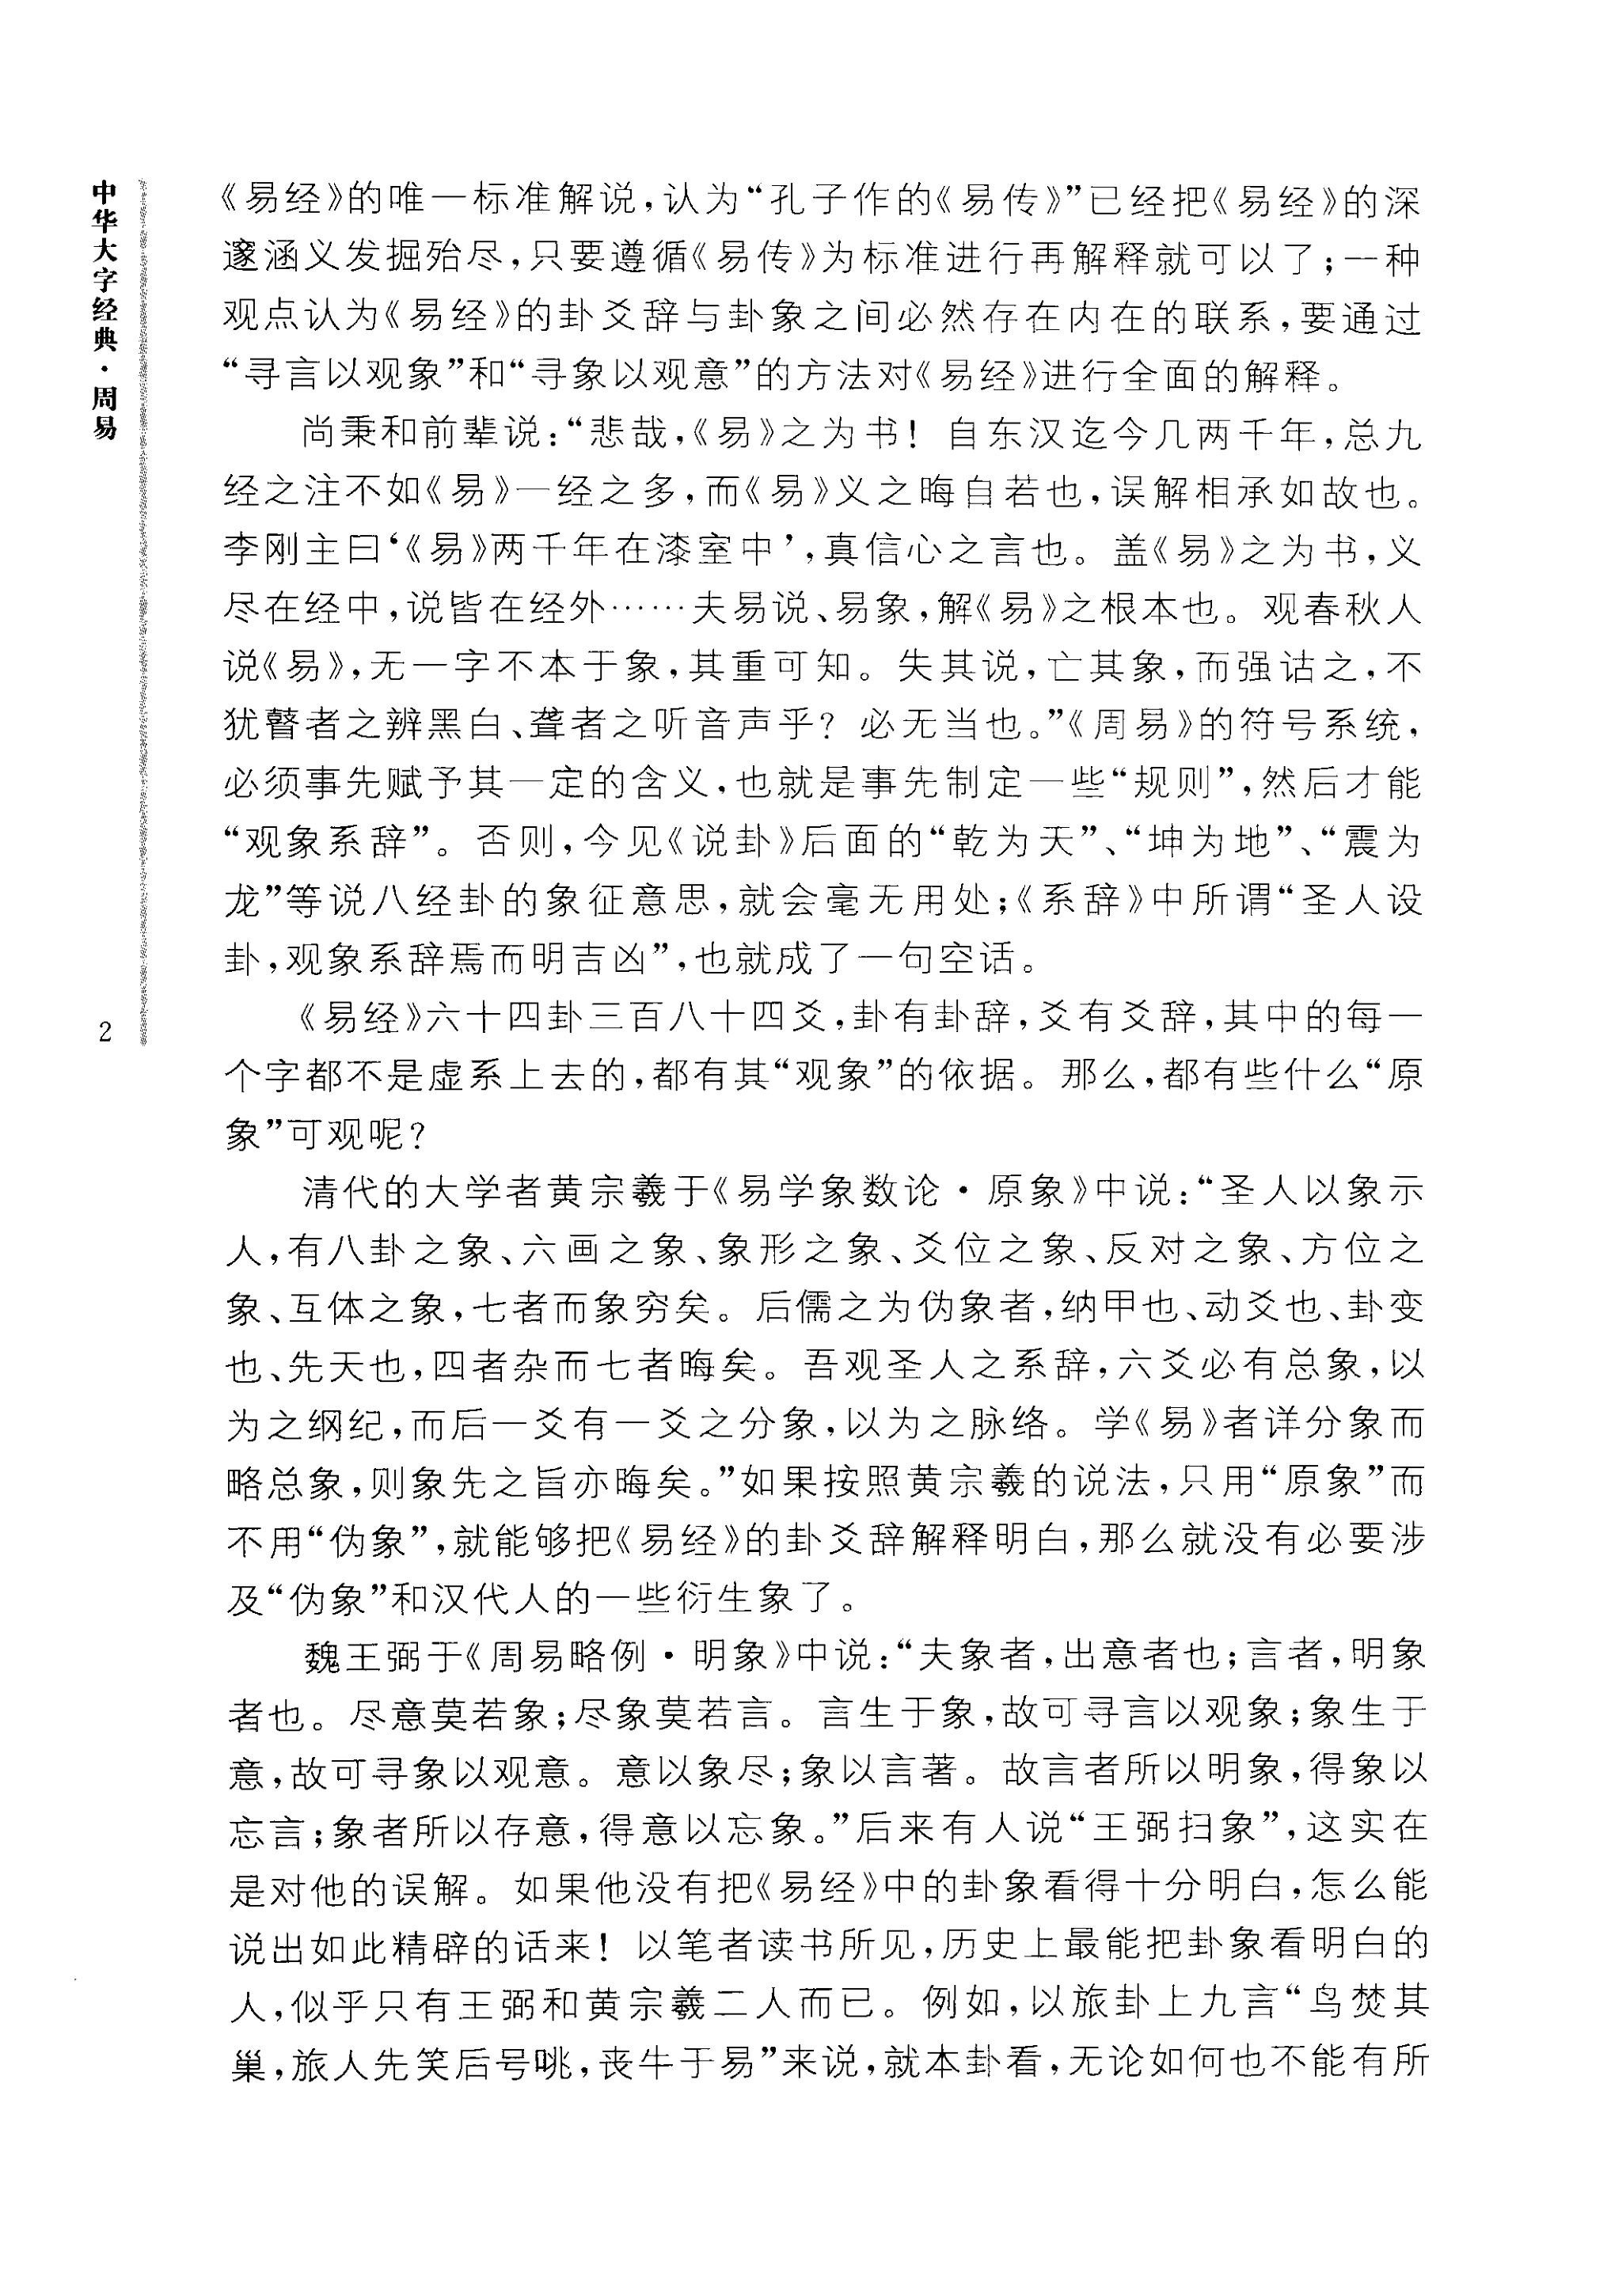 中华大字经典·周易
2
《易经》的唯一标准解说，认为“孔子作的《易传》”已经把《易经》的深
邃涵义发掘殆尽，只要遵循《易传》为标准进行再解释就可以了；一种
观点认为《易经》的卦爻辞与卦象之间必然存在内在的联系，要通过
“寻言以观象”和“寻象以观意”的方法对《易经》进行全面的解释。
尚秉和前辈说：“悲哉，《易》之为书！自东汉迄今几两千年，总九
经之注不如《易》一经之多，而《易》义之晦自若也，误解相承如故也。
李刚主曰‘《易》两千年在漆室中’，真信心之言也。盖《易》之为书，义
尽在经中，说皆在经外……夫易说、易象，解《易》之根本也。观春秋人
说《易》，无一字不本于象，其重可知。失其说，亡其象，而强诂之，不
犹瞽者之辨黑白、聋者之听音声乎？必无当也。”《周易》的符号系统，
必须事先赋予其一定的含义，也就是事先制定一些“规则”，然后才能
“观象系辞”。否则，今见《说卦》后面的“乾为天”、“坤为地”、“震为
龙”等说八经卦的象征意思，就会毫无用处；《系辞》中所谓“圣人设
卦，观象系辞焉而明吉凶”，也就成了一句空话。
《易经》六十四卦三百八十四爻，卦有卦辞，爻有爻辞，其中的每一
个字都不是虚系上去的，都有其“观象”的依据。那么，都有些什么“原
象”可观呢？
清代的大学者黄宗羲于《易学象数论·原象》中说：“圣人以象示
人，有八卦之象、六画之象、象形之象、爻位之象、反对之象、方位之
象、互体之象，七者而象穷矣。后儒之为伪象者，纳甲也、动爻也、卦变
也、先天也，四者杂而七者晦矣。吾观圣人之系辞，六爻必有总象，以
为之纲纪，而后一爻有一爻之分象，以为之脉络。学《易》者详分象而
略总象，则象先之旨亦晦矣。”如果按照黄宗羲的说法，只用“原象”而
不用“伪象”，就能够把《易经》的卦爻辞解释明白，那么就没有必要涉
及“伪象”和汉代人的一些衍生象了。
魏王弼于《周易略例·明象》中说：“夫象者，出意者也；言者，明象
者也。尽意莫若象；尽象莫若言。言生于象，故可寻言以观象；象生于
意，故可寻象以观意。意以象尽；象以言著。故言者所以明象，得象以
忘言；象者所以存意，得意以忘象。”后来有人说“王弼扫象”，这实在
是对他的误解。如果他没有把《易经》中的卦象看得十分明白，怎么能
说出如此精辟的话来！以笔者读书所见，历史上最能把卦象看明白的
人，似乎只有王弼和黄宗羲二人而已。例如，以旅卦上九言“鸟焚其
巢，旅人先笑后号咷，丧牛于易”来说，就本卦看，无论如何也不能有所